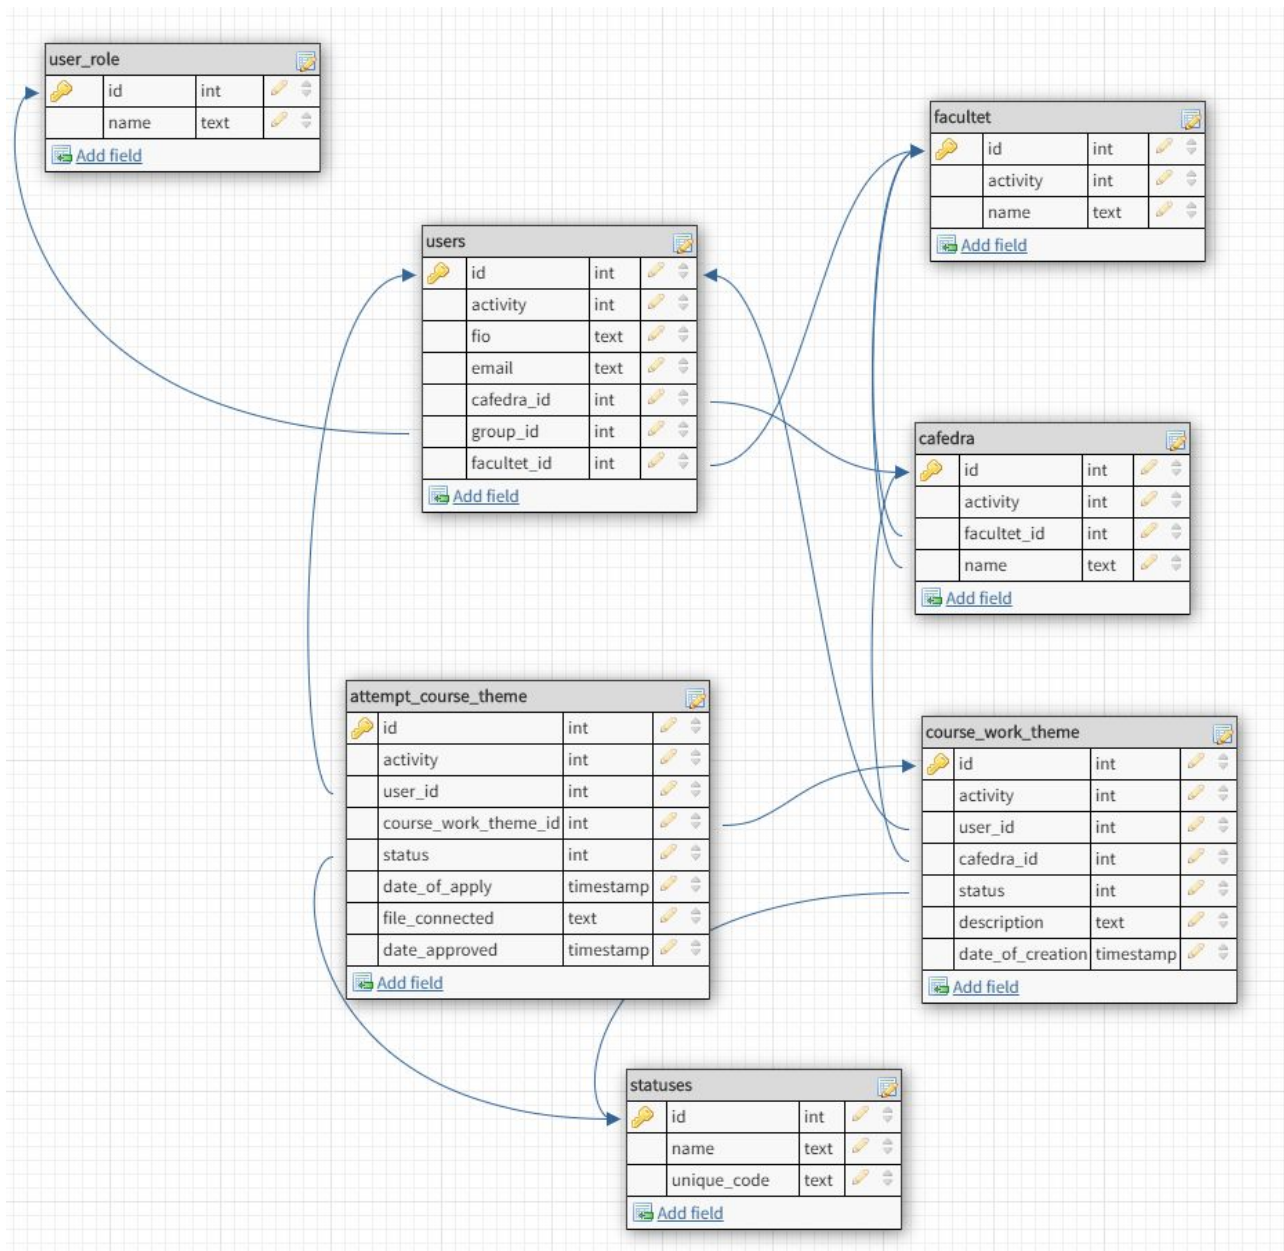 user_role
id int
name text
Add field
facultet
id int
activity int
name text
Add field
users
id int
activity int
fio text
email text
cafedra_id int
group_id int
facultet_id int
Add field
cafedra
id int
activity int
facultet_id int
name text
Add field
attempt_course_theme
id int
activity int
user_id int
course_work_theme_id int
status int
date_of_apply timestamp
file_connected text
date_approved timestamp
Add field
course_work_theme
id int
activity int
user_id int
cafedra_id int
status int
description text
date_of_creation timestamp
Add field
statuses
id int
name text
unique_code text
Add field